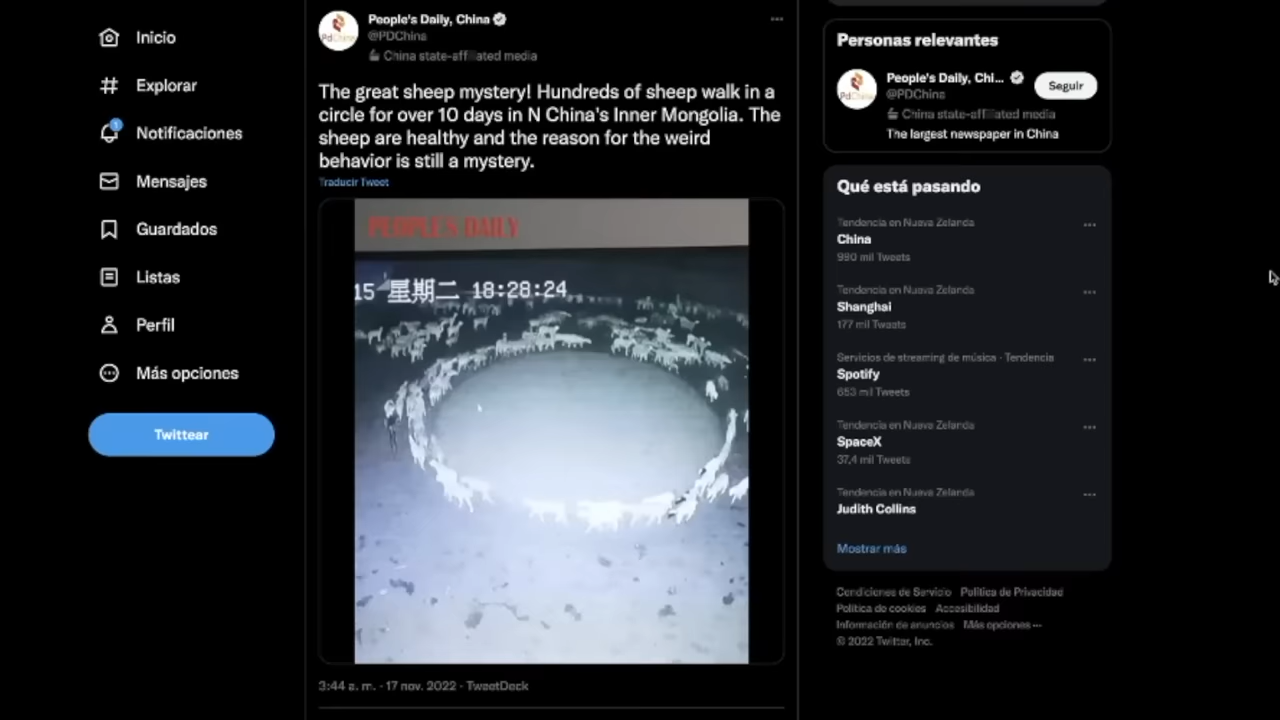 Inicio
Explorar
Notificaciones
1
Mensajes
Guardados
Listas
Perfil
Más opciones
Twittear
People's Daily, China
@PDChina
China state-affiliated media
The great sheep mystery! Hundreds of sheep walk in a
circle for over 10 days in N China's Inner Mongolia. The
sheep are healthy and the reason for the weird
behavior is still a mystery.
Traducir Tweet
PEOPLE'S DAILY
15 星期二 18:28:24
3:44 a. m. · 17 nov. 2022 · TweetDeck
Personas relevantes
People's Daily, Chi...
@PDChina
Seguir
China state-affiliated media
The largest newspaper in China
Qué está pasando
Tendencia en Nueva Zelanda
China
990 mil Tweets
Tendencia en Nueva Zelanda
Shanghai
177 mil Tweets
Servicios de streaming de música · Tendencia
Spotify
653 mil Tweets
Tendencia en Nueva Zelanda
SpaceX
37,4 mil Tweets
Tendencia en Nueva Zelanda
Judith Collins
Mostrar más
Condiciones de Servicio Política de Privacidad
Política de cookies Accesibilidad
Información de anuncios Más opciones ···
© 2022 Twitter, Inc.